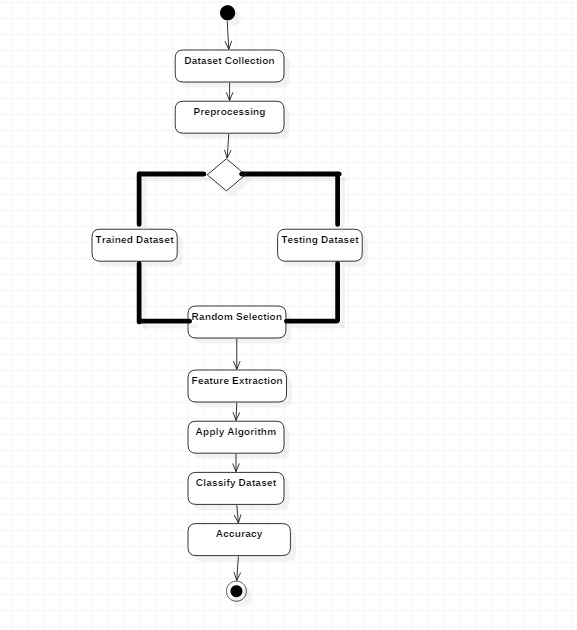 Dataset Collection
Preprocessing
Trained Dataset
Testing Dataset
Random Selection
Feature Extraction
Apply Algorithm
Classify Dataset
Accuracy